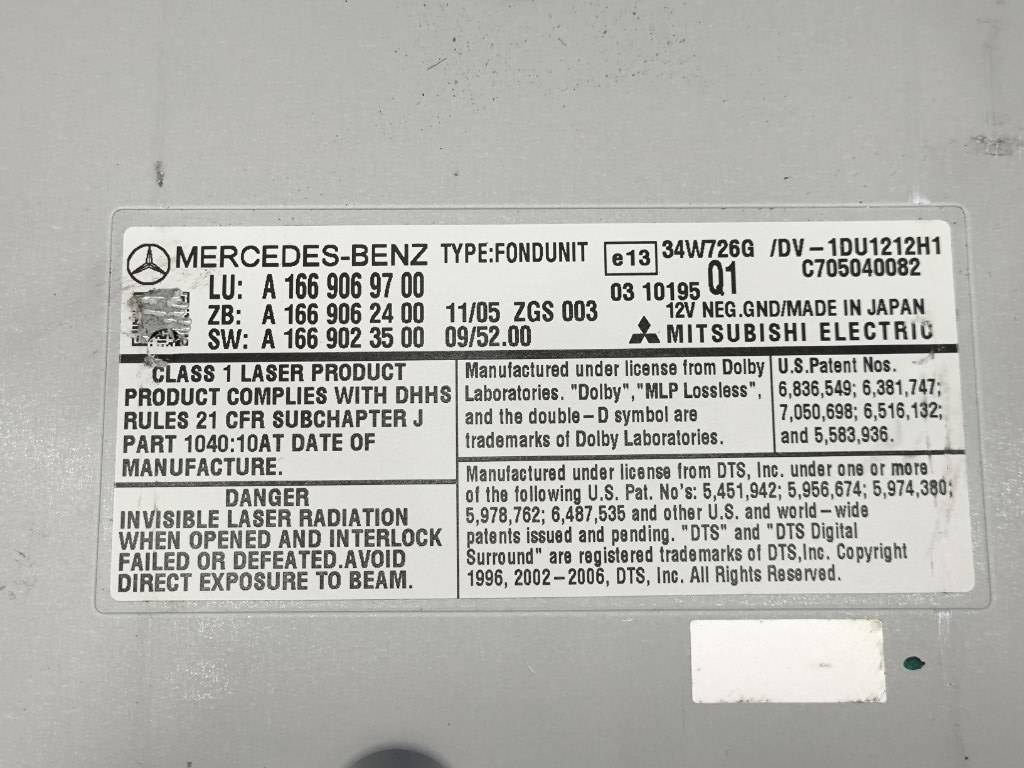 MERCEDES-BENZ TYPE:FONDUNIT e13 34W726G /DV-1DU1212H1
C705040082
LU: A 166 906 97 00
03 10195 Q1
ZB: A 166 906 24 00 11/05 ZGS 003
12V NEG.GND/MADE IN JAPAN
SW: A 166 902 35 00 09/52.00
MITSUBISHI ELECTRIC
CLASS 1 LASER PRODUCT
PRODUCT COMPLIES WITH DHHS
RULES 21 CFR SUBCHAPTER J
PART 1040:10AT DATE OF
MANUFACTURE.
DANGER
INVISIBLE LASER RADIATION
WHEN OPENED AND INTERLOCK
FAILED OR DEFEATED.AVOID
DIRECT EXPOSURE TO BEAM.
Manufactured under license from Dolby
Laboratories. "Dolby","MLP Lossless",
and the double-D symbol are
trademarks of Dolby Laboratories.
U.S.Patent Nos.
6,836,549; 6,381,747;
7,050,698; 6,516,132;
and 5,583,936.
Manufactured under license from DTS, Inc. under one or more
of the following U.S. Pat. No's: 5,451,942; 5,956,674; 5,974,380;
5,978,762; 6,487,535 and other U.S. and world-wide
patents issued and pending. "DTS" and "DTS Digital
Surround" are registered trademarks of DTS,Inc. Copyright
1996, 2002-2006, DTS, Inc. All Rights Reserved.